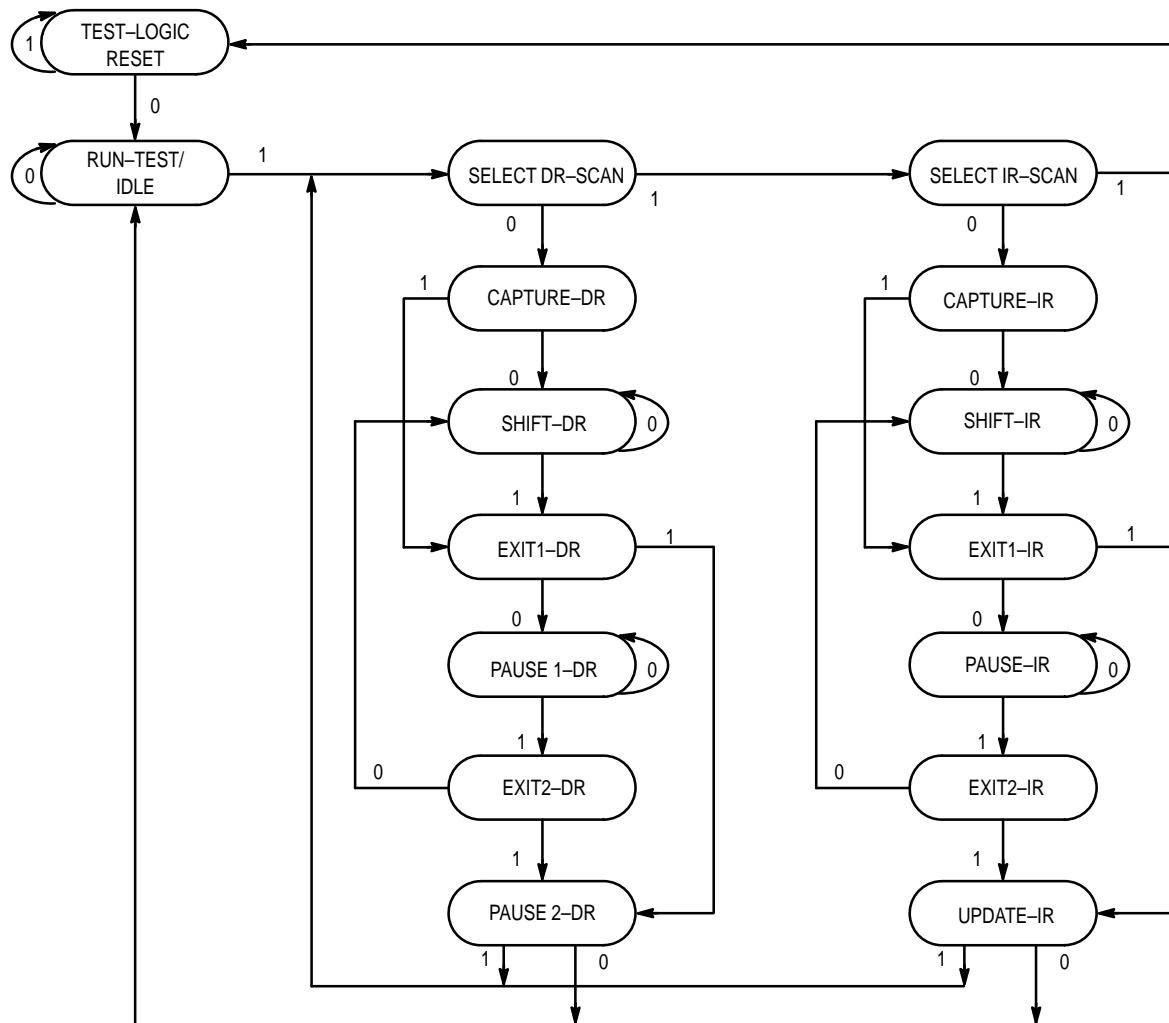 TEST–LOGIC
RESET
1
0
RUN–TEST/
IDLE
0
1
SELECT DR–SCAN
1
0
SELECT IR–SCAN
1
0
CAPTURE–DR
1
0
CAPTURE–IR
1
0
SHIFT–DR
0
1
SHIFT–IR
0
1
EXIT1–DR
1
0
EXIT1–IR
1
0
PAUSE 1–DR
0
1
PAUSE–IR
0
1
EXIT2–DR
0
1
EXIT2–IR
0
1
PAUSE 2–DR
1
0
UPDATE–IR
1
0